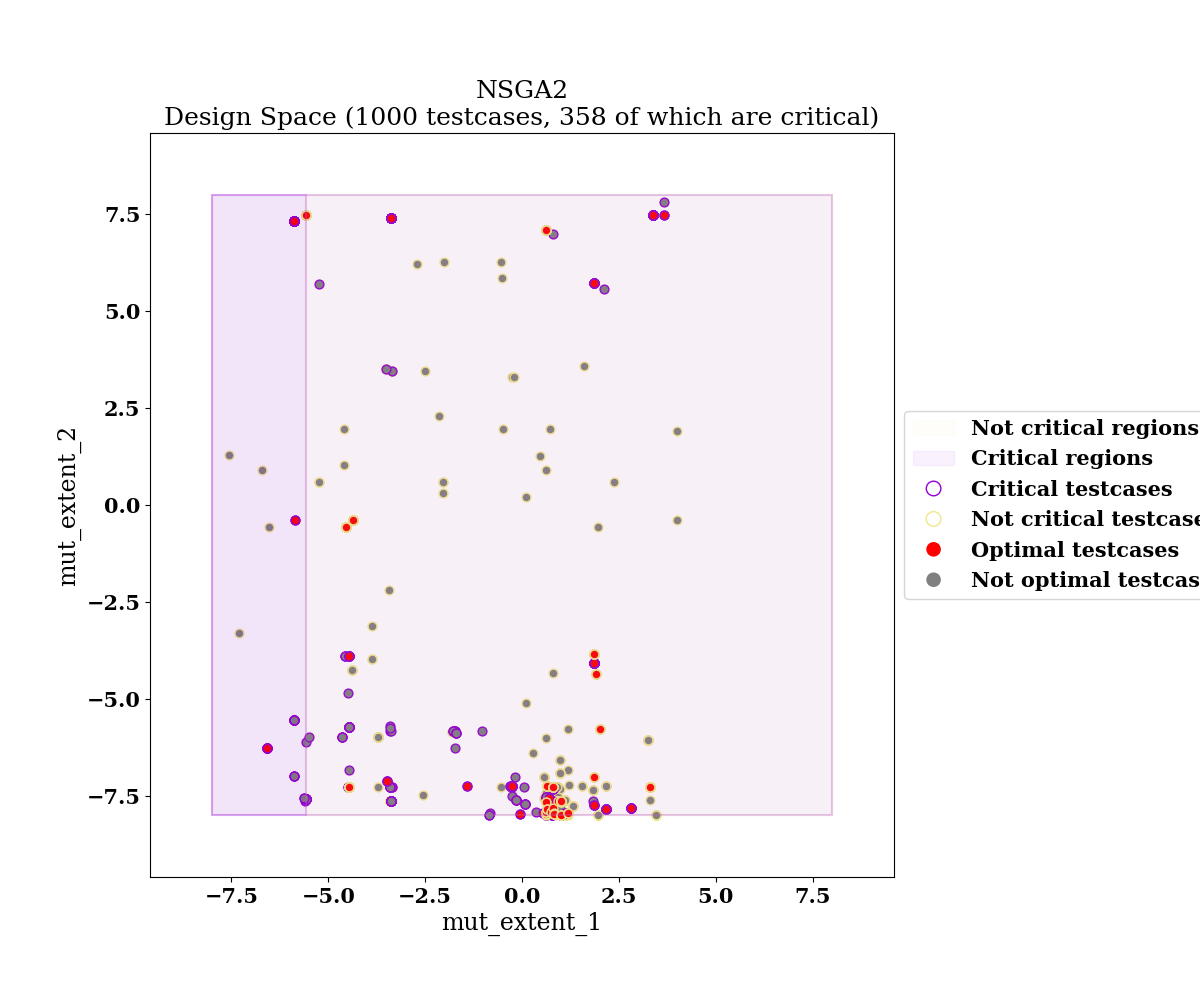 NSGA2
Design Space (1000 testcases, 358 of which are critical)
7.5
5.0
2.5
0.0
−2.5
−5.0
−7.5
mut_extent_2
−7.5 −5.0 −2.5 0.0 2.5 5.0 7.5
mut_extent_1
Not critical regions
Critical regions
Critical testcases
Not critical testcase
Optimal testcases
Not optimal testcas